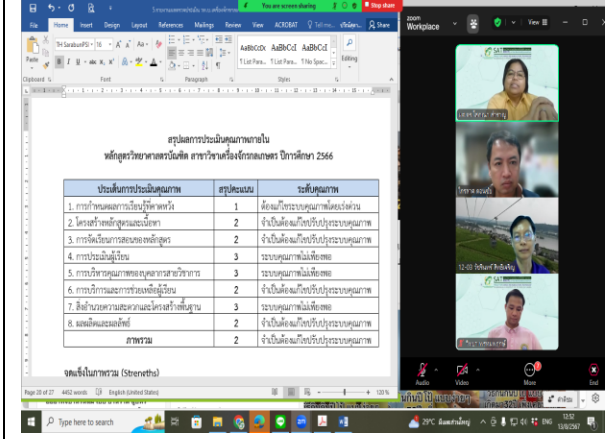 You are screen sharing
Stop share
File Home Insert Design Layout References Mailings Review View ACROBAT Tell me... Share
TH SarabunPSI 16
Paste
AaBbCcDc AaBbCcI AaBbCcI
1 List Para... 1 List Para... 1 No Spac...
Editing
Clipboard Font Paragraph Styles
สรุปผลการประเมินคุณภาพภายใน
หลักสูตรวิทยาศาสตรบัณฑิต สาขาวิชาเครื่องจักรกลเกษตร ปีการศึกษา 2566
ประเด็นการประเมินคุณภาพ สรุปคะแนน ระดับคุณภาพ
1. การกำหนดผลการเรียนรู้ที่คาดหวัง 1 ต้องแก้ไขระบบคุณภาพโดยเร่งด่วน
2. โครงสร้างหลักสูตรและเนื้อหา 2 จำเป็นต้องแก้ไขปรับปรุงระบบคุณภาพ
3. การจัดเรียนการสอนของหลักสูตร 2 จำเป็นต้องแก้ไขปรับปรุงระบบคุณภาพ
4. การประเมินผู้เรียน 3 ระบบคุณภาพไม่เพียงพอ
5. การบริหารคุณภาพของบุคลากรสายวิชาการ 3 ระบบคุณภาพไม่เพียงพอ
6. การบริการและการช่วยเหลือผู้เรียน 2 จำเป็นต้องแก้ไขปรับปรุงระบบคุณภาพ
7. สิ่งอำนวยความสะดวกและโครงสร้างพื้นฐาน 3 ระบบคุณภาพไม่เพียงพอ
8. ผลผลิตและผลลัพธ์ 2 จำเป็นต้องแก้ไขปรับปรุงระบบคุณภาพ
ภาพรวม 2 จำเป็นต้องแก้ไขปรับปรุงระบบคุณภาพ
จุดแข็งในภาพรวม (Strengths)
Page 20 of 27 4452 words English (United States) 120%
zoom
Workplace
View
SAT
SAT
Audio Video More End
Type here to search
29°C
ENG
12:52
12/9/2567